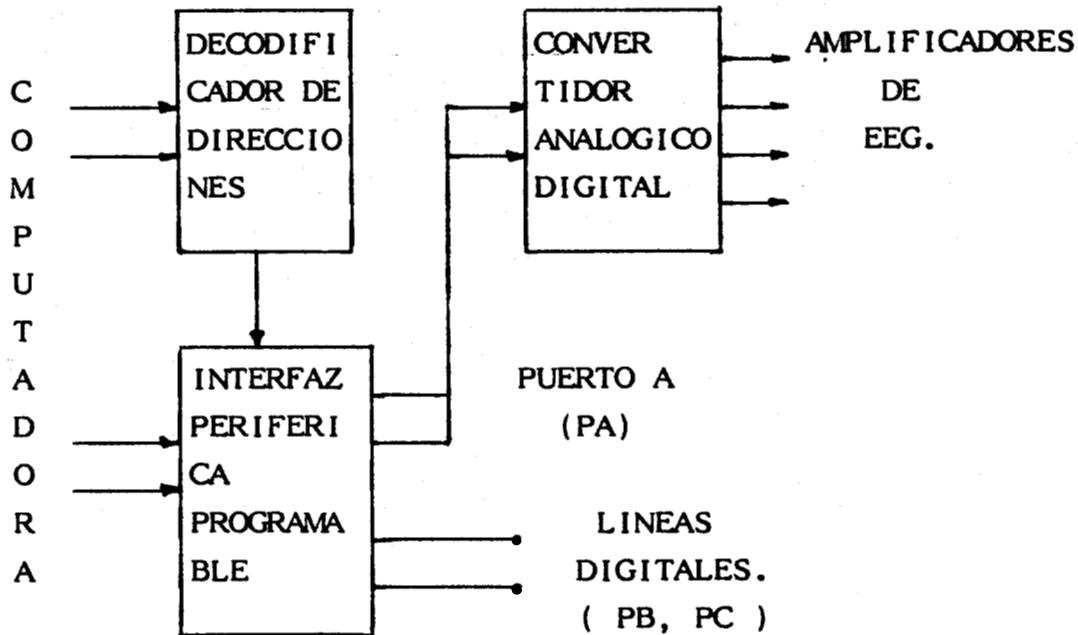 COMPUTADORA
DECODIFI
CADOR DE
DIRECCIO
NES
CONVER
TIDOR
ANALOGICO
DIGITAL
AMPLIFICADORES
DE
EEG.
INTERFAZ
PERIFERI
CA
PROGRAMA
BLE
PUERTO A
(PA)
LINEAS
DIGITALES.
( PB, PC )